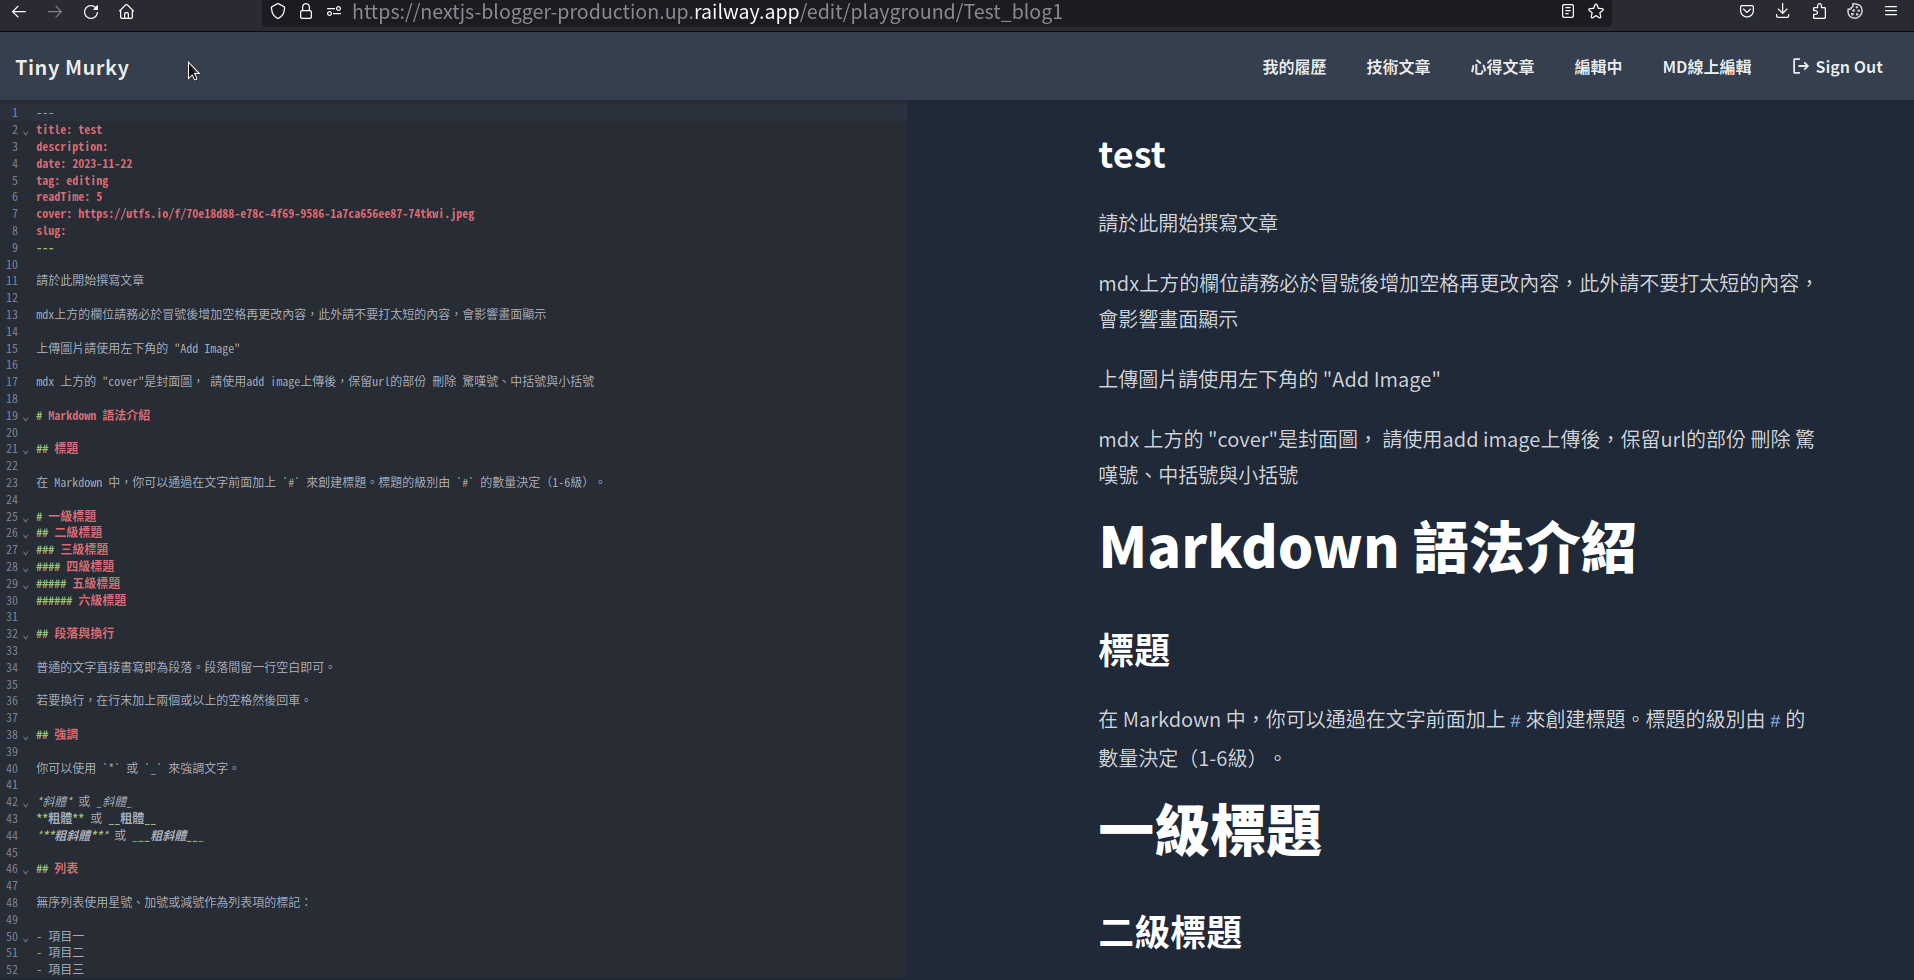 https://nextjs-blogger-production.up.railway.app/edit/playground/Test_blog1
Tiny Murky
我的履歷
技術文章
心得文章
編輯中
MD線上編輯
Sign Out
1 ---
2 title: test
3 description:
4 date: 2023-11-22
5 tag: editing
6 readTime: 5
7 cover: https://utfs.io/f/70e18d88-e78c-4f69-9586-1a7ca656ee87-74tkwi.jpeg
8 slug:
9 ---
10
11 請於此開始撰寫文章
12
13 mdx上方的欄位請務必於冒號後增加空格再更改內容，此外請不要打太短的內容，會影響畫面顯示
14
15 上傳圖片請使用左下角的 "Add Image"
16
17 mdx 上方的 "cover"是封面圖， 請使用add image上傳後，保留url的部份 刪除 驚嘆號、中括號與小括號
18
19 # Markdown 語法介紹
20
21 ## 標題
22
23 在 Markdown 中，你可以通過在文字前面加上 `#` 來創建標題。標題的級別由 `#` 的數量決定（1-6級）。
24
25 # 一級標題
26 ## 二級標題
27 ### 三級標題
28 #### 四級標題
29 ##### 五級標題
30 ###### 六級標題
31
32 ## 段落與換行
33
34 普通的文字直接書寫即為段落。段落間留一行空白即可。
35
36 若要換行，在行末加上兩個或以上的空格然後回車。
37
38 ## 強調
39
40 你可以使用 `*` 或 `_` 來強調文字。
41
42 *斜體* 或 _斜體_
43 **粗體** 或 __粗體__
44 ***粗斜體*** 或 ___粗斜體___
45
46 ## 列表
47
48 無序列表使用星號、加號或減號作為列表項的標記：
49
50 - 項目一
51 - 項目二
52 - 項目三
test
請於此開始撰寫文章
mdx上方的欄位請務必於冒號後增加空格再更改內容，此外請不要打太短的內容，
會影響畫面顯示
上傳圖片請使用左下角的 "Add Image"
mdx 上方的 "cover"是封面圖， 請使用add image上傳後，保留url的部份 刪除 驚
嘆號、中括號與小括號
Markdown 語法介紹
標題
在 Markdown 中，你可以通過在文字前面加上 # 來創建標題。標題的級別由 # 的
數量決定（1-6級）。
一級標題
二級標題